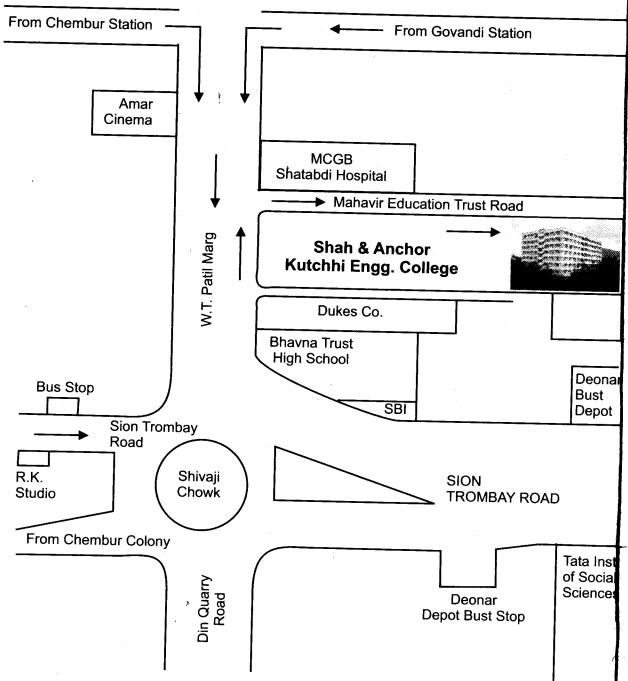 From Chembur Station
From Govandi Station
Amar
Cinema
MCGB
Shatabdi Hospital
Mahavir Education Trust Road
Shah & Anchor
Kutchhi Engg. College
W.T. Patil Marg
Dukes Co.
Bhavna Trust
High School
Bus Stop
SBI
Deonar
Bust
Depot
Sion Trombay
Road
R.K.
Studio
Shivaji
Chowk
SION
TROMBAY ROAD
From Chembur Colony
Din Quarry
Road
Deonar
Depot Bust Stop
Tata Inst
of Social
Sciences